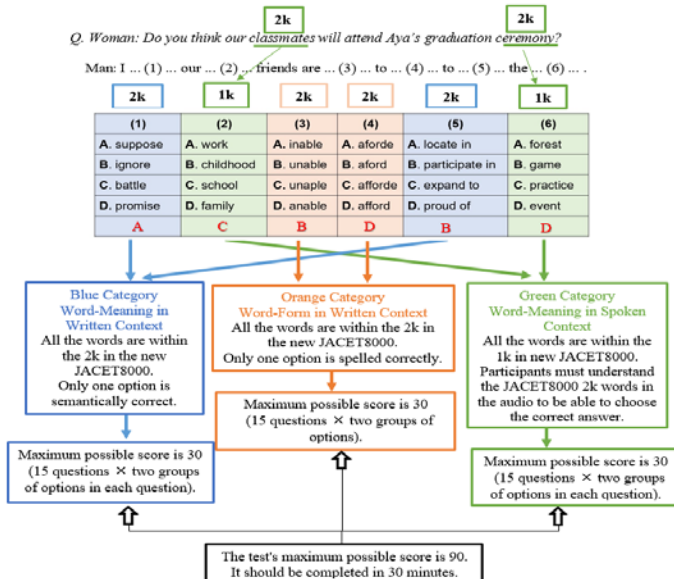 2k
Q. Woman: Do you think our classmates will attend Aya's graduation ceremony?
2k
Man: I ... (1) ... our ... (2) ... friends are ... (3) ... to ... (4) ... to ... (5) ... the ... (6) ... .
2k 1k 2k 2k 2k 1k
(1) (2) (3) (4) (5) (6)
A. suppose A. work A. inable A. aforde A. locate in A. forest
B. ignore B. childhood B. unable B. aford B. participate in B. game
C. battle C. school C. unaple C. afforde C. expand to C. practice
D. promise D. family D. anable D. afford D. proud of D. event
A C B D B D
Blue Category
Word-Meaning in
Written Context
All the words are within
the 2k in the new
JACET8000.
Only one option is
semantically correct.
Orange Category
Word-Form in Written Context
All the words are within the 2k in
the new JACET8000.
Only one option is spelled correctly.
Green Category
Word-Meaning in Spoken
Context
All the words are within the
1k in new JACET8000.
Participants must understand
the JACET8000 2k words in
the audio to be able to choose
the correct answer.
Maximum possible score is 30
(15 questions × two groups
of options in each question).
Maximum possible score is 30
(15 questions × two groups of
options).
Maximum possible score is 30
(15 questions × two groups
of options in each question).
The test's maximum possible score is 90.
It should be completed in 30 minutes.